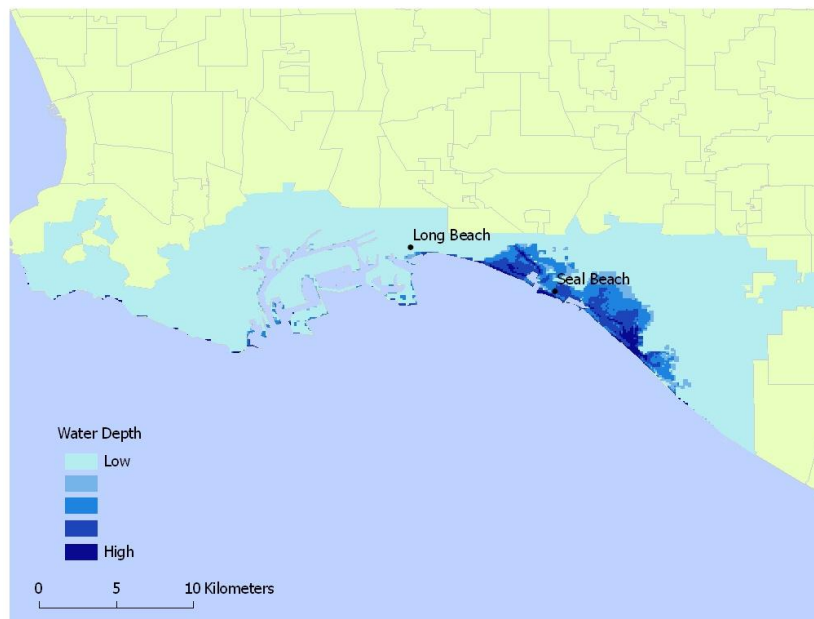 Long Beach
Seal Beach
Water Depth
Low
High
0 5 10 Kilometers